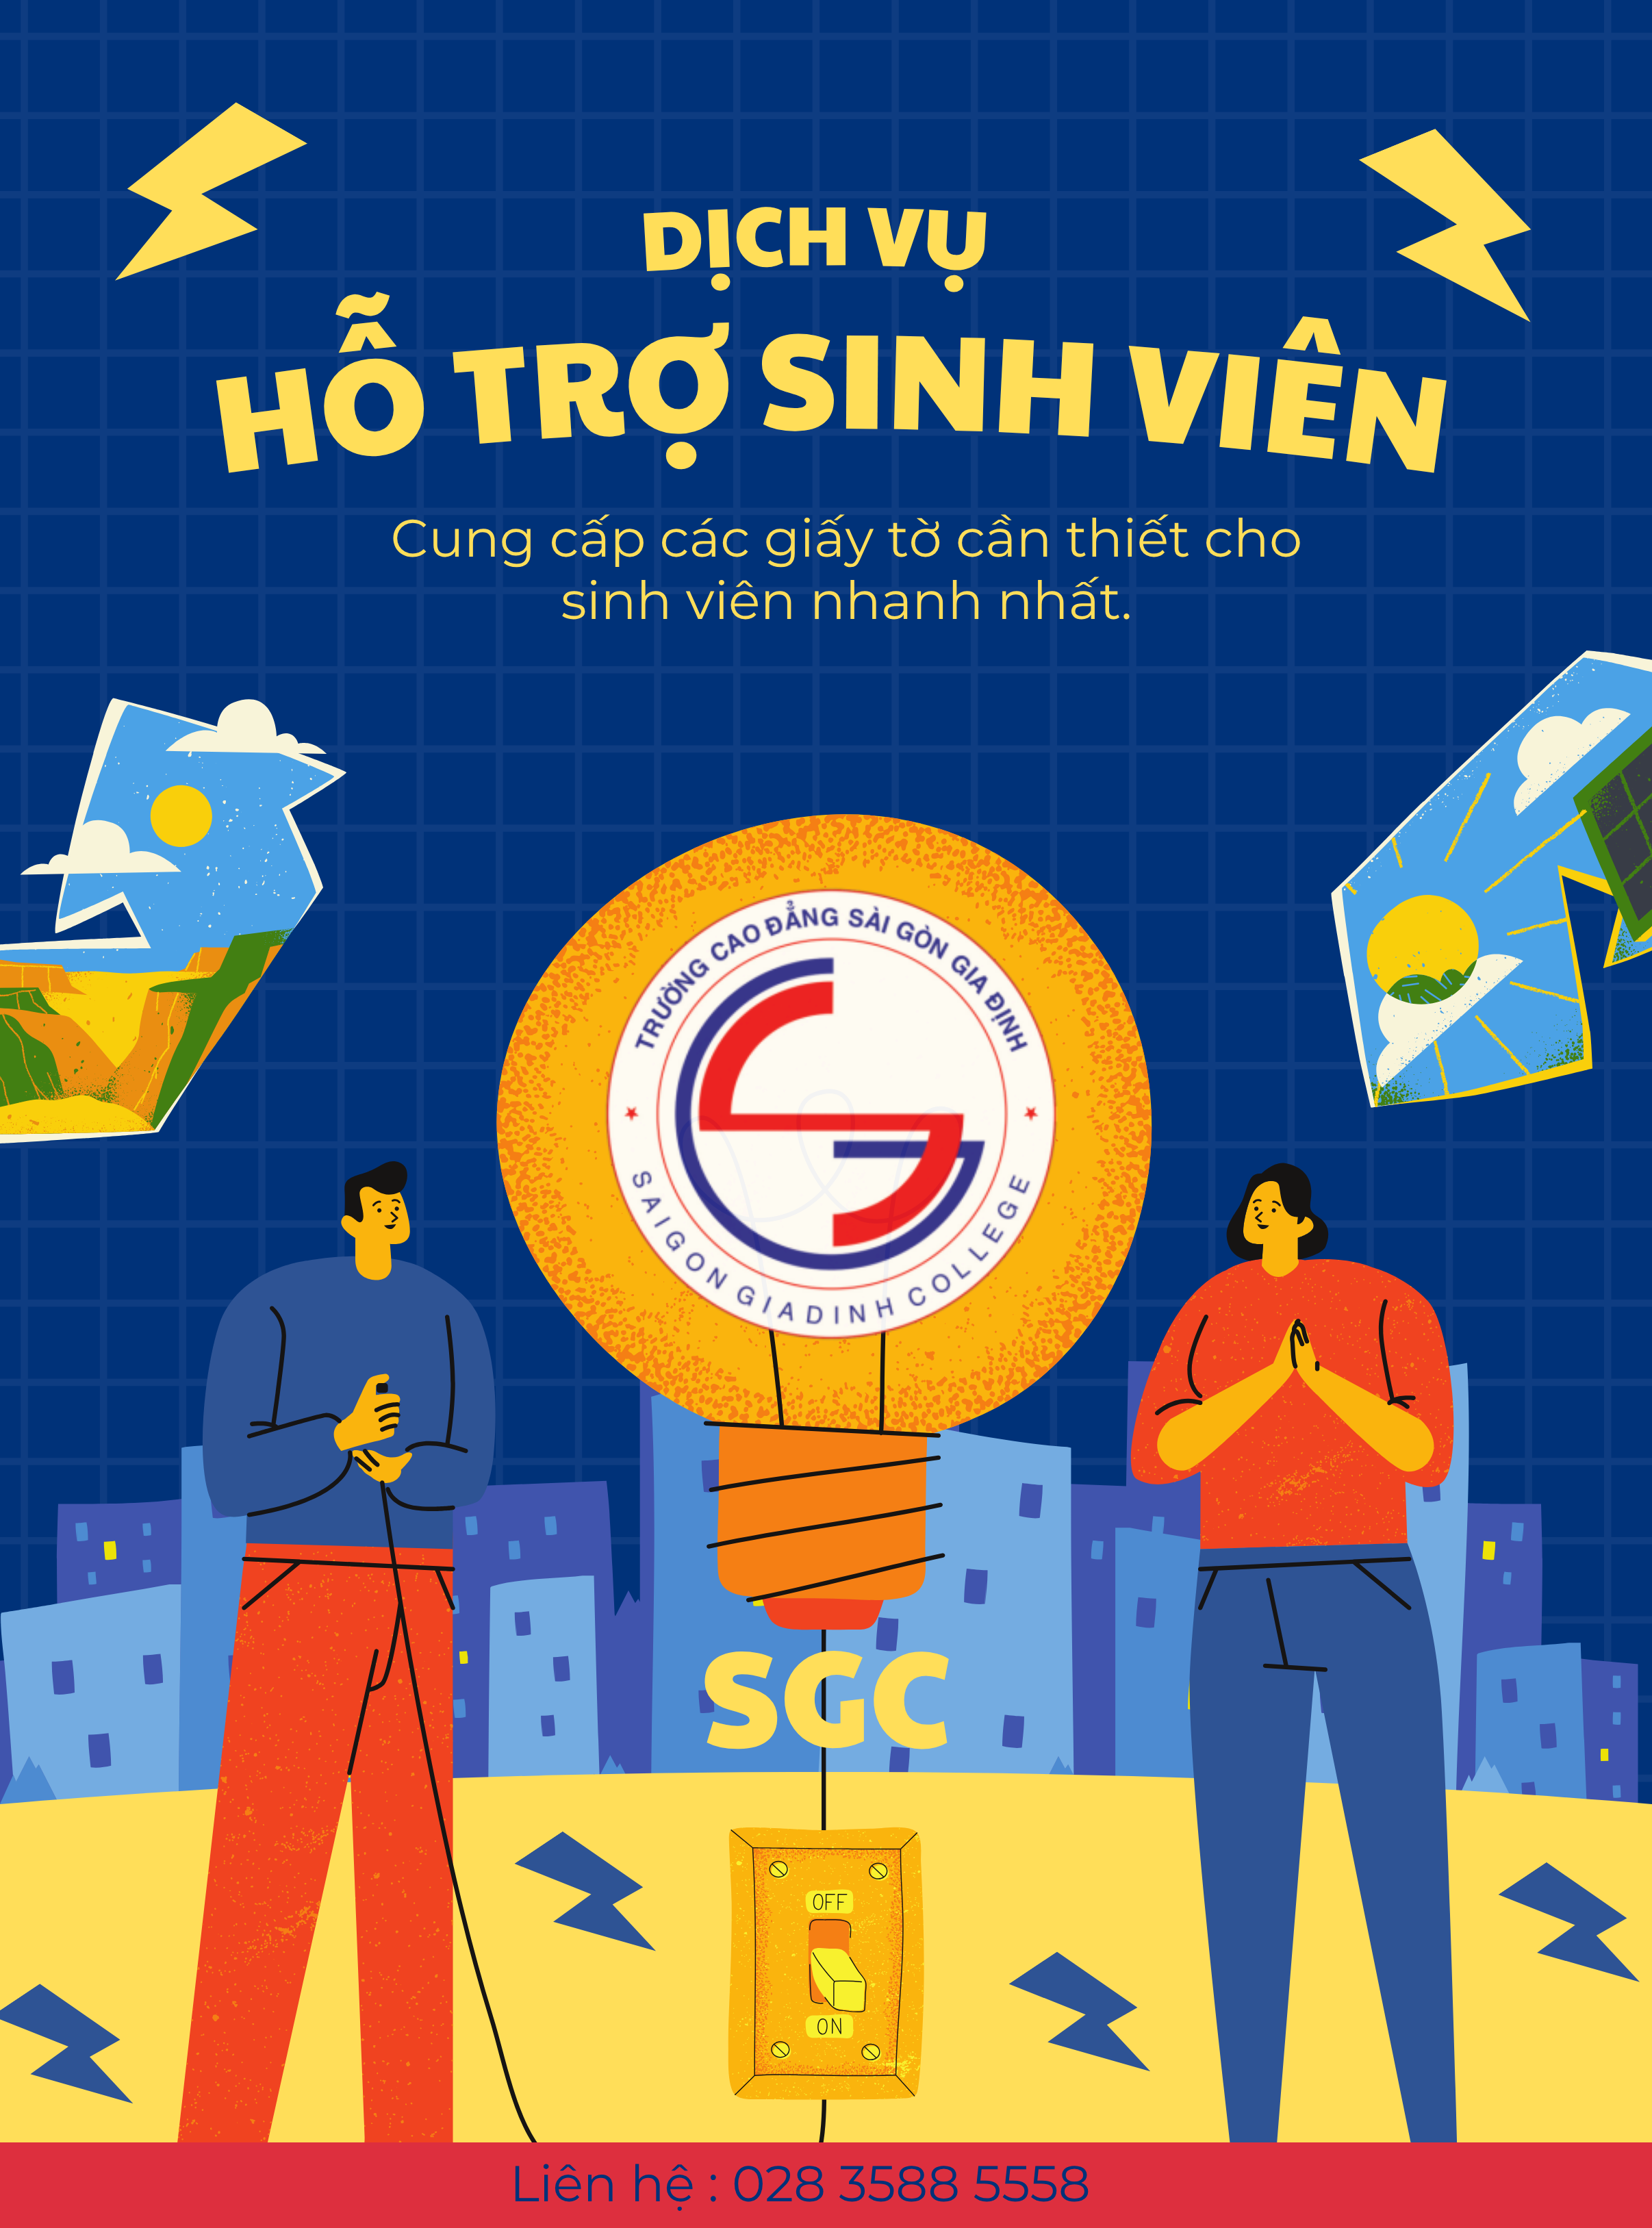 DỊCH VỤ
HỖ TRỢ SINH VIÊN
Cung cấp các giấy tờ cần thiết cho
sinh viên nhanh nhất.
TRƯỜNG CAO ĐẲNG SÀI GÒN GIA ĐỊNH
SAIGON GIADINH COLLEGE
SGC
OFF
ON
Liên hệ : 028 3588 5558